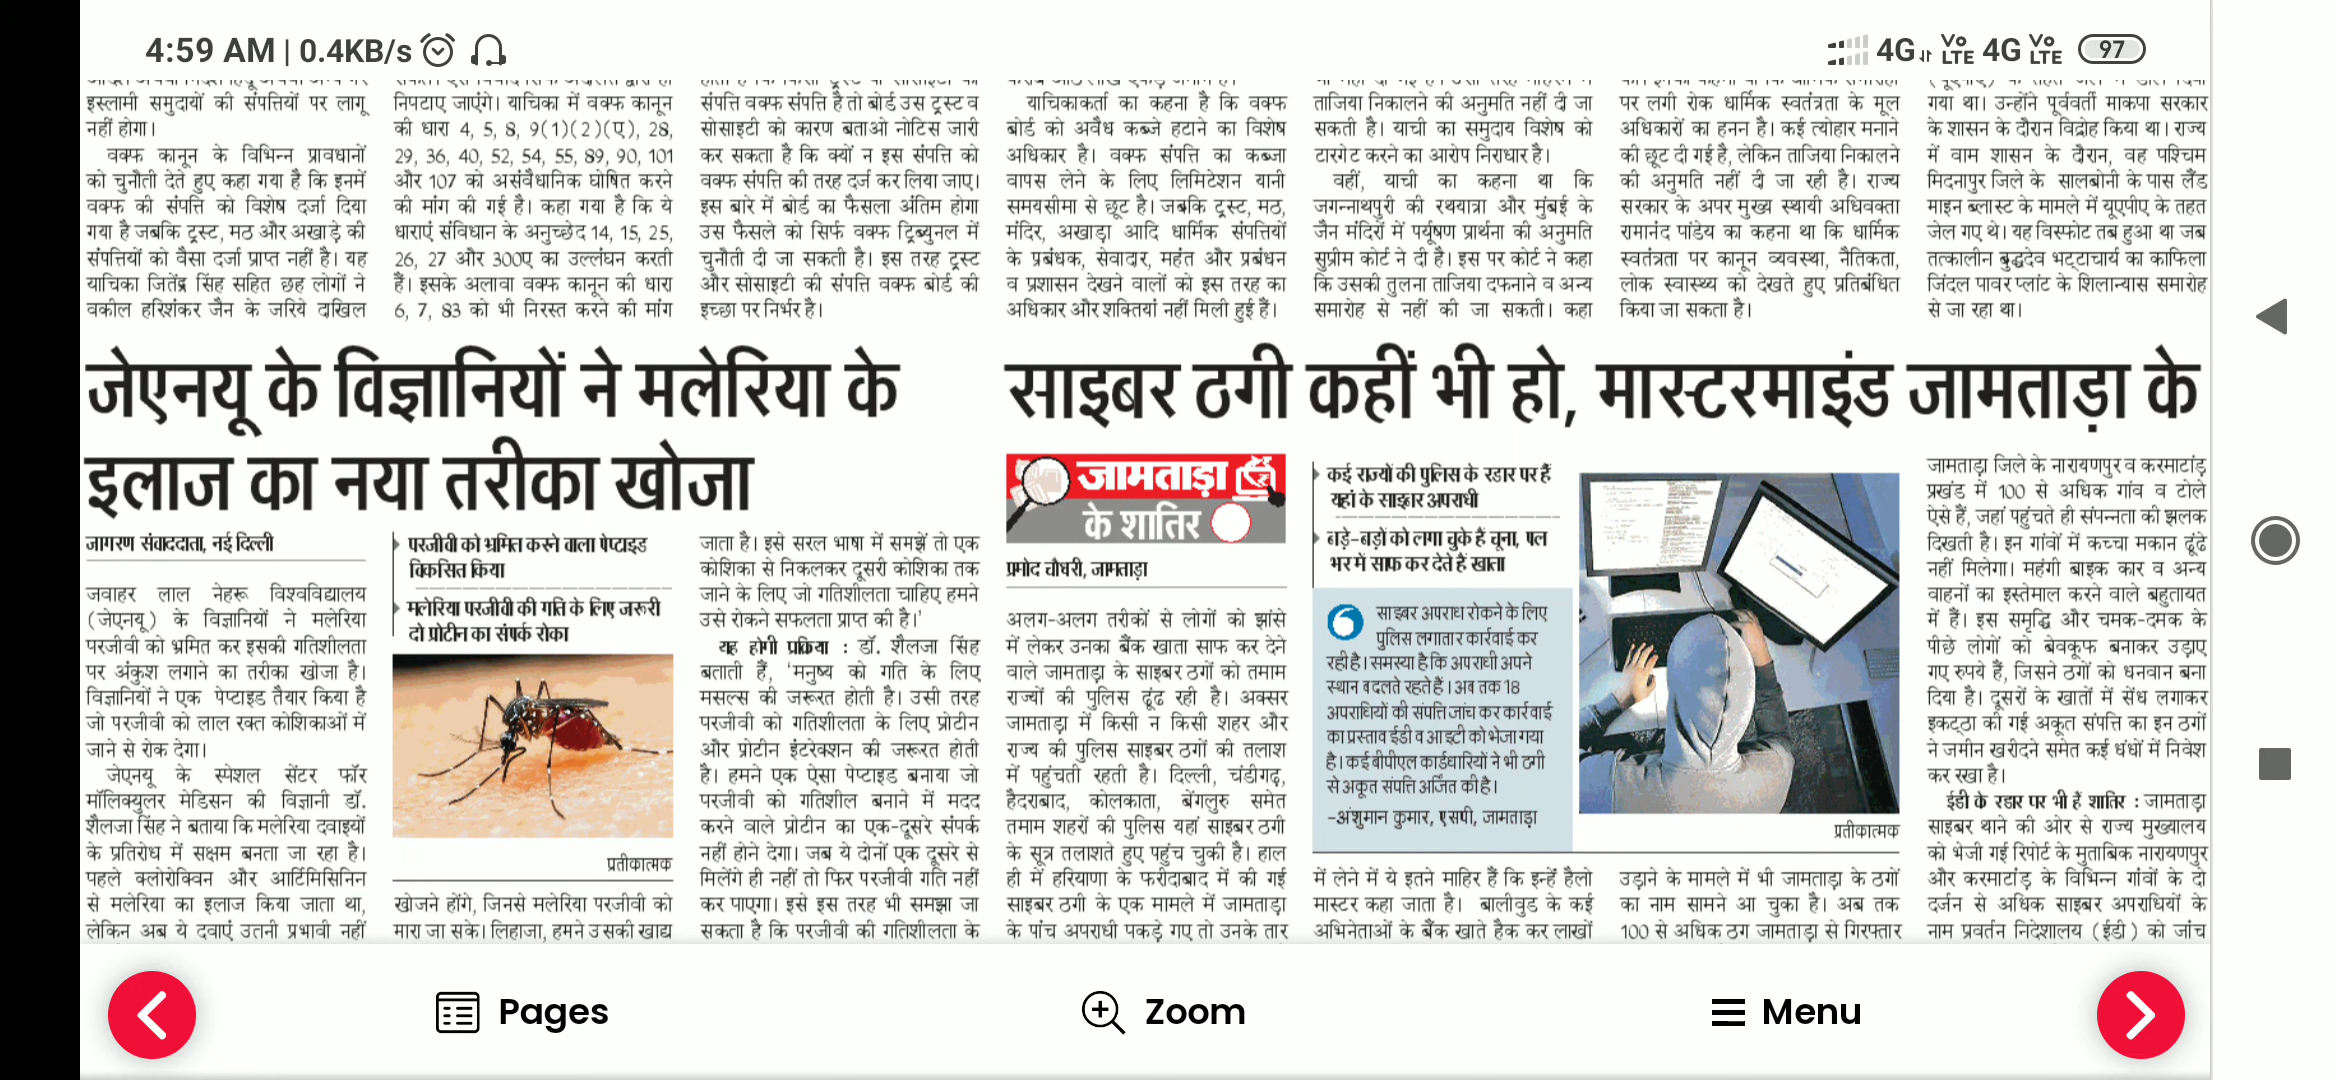 4:59 AM | 0.4KB/s
4G VoLTE 4G VoLTE 97
इस्लामी समुदायों की संपत्तियों पर लागू
नहीं होगा।
वक्फ कानून के विभिन्न प्रावधानों
को चुनौती देते हुए कहा गया है कि इनमें
वक्फ की संपत्ति को विशेष दर्जा दिया
गया है जबकि ट्रस्ट, मठ और अखाड़े की
संपत्तियों को वैसा दर्जा प्राप्त नहीं है। यह
याचिका जितेंद्र सिंह सहित छह लोगों ने
वकील हरिशंकर जैन के जरिये दाखिल
निपटाए जाएंगे। याचिका में वक्फ कानून
की धारा 4, 5, 8, 9(1)(2)(ए), 28,
29, 36, 40, 52, 54, 55, 89, 90, 101
और 107 को असंवैधानिक घोषित करने
की मांग की गई है। कहा गया है कि ये
धाराएं संविधान के अनुच्छेद 14, 15, 25,
26, 27 और 300ए का उल्लंघन करती
हैं। इसके अलावा वक्फ कानून की धारा
6, 7, 83 को भी निरस्त करने की मांग
संपत्ति वक्फ संपत्ति है तो बोर्ड उस ट्रस्ट व
सोसाइटी को कारण बताओ नोटिस जारी
कर सकता है कि क्यों न इस संपत्ति को
वक्फ संपत्ति की तरह दर्ज कर लिया जाए।
इस बारे में बोर्ड का फैसला अंतिम होगा
उस फैसले को सिर्फ वक्फ ट्रिब्युनल में
चुनौती दी जा सकती है। इस तरह ट्रस्ट
और सोसाइटी की संपत्ति वक्फ बोर्ड की
इच्छा पर निर्भर है।
याचिकाकर्ता का कहना है कि वक्फ
बोर्ड को अवैध कब्जे हटाने का विशेष
अधिकार है। वक्फ संपत्ति का कब्जा
वापस लेने के लिए लिमिटेशन यानी
समयसीमा से छूट है। जबकि ट्रस्ट, मठ,
मंदिर, अखाड़ा आदि धार्मिक संपत्तियों
के प्रबंधक, सेवादार, महंत और प्रबंधन
व प्रशासन देखने वालों को इस तरह का
अधिकार और शक्तियां नहीं मिली हुई हैं।
ताजिया निकालने की अनुमति नहीं दी जा
सकती है। याची का समुदाय विशेष को
टारगेट करने का आरोप निराधार है।
वहीं, याची का कहना था कि
जगन्नाथपुरी की रथयात्रा और मुंबई के
जैन मंदिरों में पर्यूषण प्रार्थना की अनुमति
सुप्रीम कोर्ट ने दी है। इस पर कोर्ट ने कहा
कि उसकी तुलना ताजिया दफनाने व अन्य
समारोह से नहीं की जा सकती। कहा
पर लगी रोक धार्मिक स्वतंत्रता के मूल
अधिकारों का हनन है। कई त्योहार मनाने
की छूट दी गई है, लेकिन ताजिया निकालने
की अनुमति नहीं दी जा रही है। राज्य
सरकार के अपर मुख्य स्थायी अधिवक्ता
रामानंद पांडेय का कहना था कि धार्मिक
स्वतंत्रता पर कानून व्यवस्था, नैतिकता,
लोक स्वास्थ्य को देखते हुए प्रतिबंधित
किया जा सकता है।
गया था। उन्होंने पूर्ववर्ती माकपा सरकार
के शासन के दौरान विद्रोह किया था। राज्य
में वाम शासन के दौरान, वह पश्चिम
मिदनापुर जिले के सालबोनी के पास लैंड
माइन ब्लास्ट के मामले में यूएपीए के तहत
जेल गए थे। यह विस्फोट तब हुआ था जब
तत्कालीन बुद्धदेव भट्टाचार्य का काफिला
जिंदल पावर प्लांट के शिलान्यास समारोह
से जा रहा था।
जेएनयू के विज्ञानियों ने मलेरिया के
इलाज का नया तरीका खोजा
जागरण संवाददाता, नई दिल्ली
जवाहर लाल नेहरू विश्वविद्यालय
(जेएनयू) के विज्ञानियों ने मलेरिया
परजीवी को भ्रमित कर इसकी गतिशीलता
पर अंकुश लगाने का तरीका खोजा है।
विज्ञानियों ने एक पेप्टाइड तैयार किया है
जो परजीवी को लाल रक्त कोशिकाओं में
जाने से रोक देगा।
जेएनयू के स्पेशल सेंटर फॉर
मॉलिक्युलर मेडिसन की विज्ञानी डॉ.
शैलजा सिंह ने बताया कि मलेरिया दवाइयों
के प्रतिरोध में सक्षम बनता जा रहा है।
पहले क्लोरोक्विन और आर्टिमिसिनिन
से मलेरिया का इलाज किया जाता था,
लेकिन अब ये दवाएं उतनी प्रभावी नहीं
परजीवी को भ्रमित करने वाला पेप्टाइड
विकसित किया
मलेरिया परजीवी की गति के लिए जरूरी
दो प्रोटीन का संपर्क रोका
प्रतीकात्मक
खोजने होंगे, जिनसे मलेरिया परजीवी को
मारा जा सके। लिहाजा, हमने उसकी खाद्य
जाता है। इसे सरल भाषा में समझें तो एक
कोशिका से निकलकर दूसरी कोशिका तक
जाने के लिए जो गतिशीलता चाहिए हमने
उसे रोकने सफलता प्राप्त की है।'
यह होगी प्रक्रिया : डॉ. शैलजा सिंह
बताती हैं, 'मनुष्य को गति के लिए
मसल्स की जरूरत होती है। उसी तरह
परजीवी को गतिशीलता के लिए प्रोटीन
और प्रोटीन इंटरेक्शन की जरूरत होती
है। हमने एक ऐसा पेप्टाइड बनाया जो
परजीवी को गतिशील बनाने में मदद
करने वाले प्रोटीन का एक-दूसरे संपर्क
नहीं होने देगा। जब ये दोनों एक दूसरे से
मिलेंगे ही नहीं तो फिर परजीवी गति नहीं
कर पाएगा। इसे इस तरह भी समझा जा
सकता है कि परजीवी की गतिशीलता के
साइबर ठगी कहीं भी हो, मास्टरमाइंड जामताड़ा के
जामताड़ा
के शातिर
प्रमोद चौधरी, जामताड़ा
अलग-अलग तरीकों से लोगों को झांसे
में लेकर उनका बैंक खाता साफ कर देने
वाले जामताड़ा के साइबर ठगों को तमाम
राज्यों की पुलिस ढूंढ रही है। अक्सर
जामताड़ा में किसी न किसी शहर और
राज्य की पुलिस साइबर ठगों की तलाश
में पहुंचती रहती है। दिल्ली, चंडीगढ़,
हैदराबाद, कोलकाता, बेंगलुरु समेत
तमाम शहरों की पुलिस यहां साइबर ठगी
के सूत्र तलाशते हुए पहुंच चुकी है। हाल
ही में हरियाणा के फरीदाबाद में की गई
साइबर ठगी के एक मामले में जामताड़ा
के पांच अपराधी पकड़े गए तो उनके तार
कई राज्यों की पुलिस के रडार पर हैं
यहां के साइबर अपराधी
बड़े-बड़ों को लगा चुके हैं चूना, पल
भर में साफ कर देते हैं खाता
साइबर अपराध रोकने के लिए
पुलिस लगातार कार्रवाई कर
रही है। समस्या है कि अपराधी अपने
स्थान बदलते रहते हैं। अब तक 18
अपराधियों की संपत्ति जांच कर कार्रवाई
का प्रस्ताव ईडी व आइटी को भेजा गया
है। कई बीपीएल कार्डधारियों ने भी ठगी
से अकूत संपत्ति अर्जित की है।
-अंशुमान कुमार, एसपी, जामताड़ा
प्रतीकात्मक
में लेने में ये इतने माहिर हैं कि इन्हें हैलो
मास्टर कहा जाता है। बालीवुड के कई
अभिनेताओं के बैंक खाते हैक कर लाखों
उड़ाने के मामले में भी जामताड़ा के ठगों
का नाम सामने आ चुका है। अब तक
100 से अधिक ठग जामताड़ा से गिरफ्तार
जामताड़ा जिले के नारायणपुर व करमाटांड़
प्रखंड में 100 से अधिक गांव व टोले
ऐसे हैं, जहां पहुंचते ही संपन्नता की झलक
दिखती है। इन गांवों में कच्चा मकान ढूंढे
नहीं मिलेगा। महंगी बाइक कार व अन्य
वाहनों का इस्तेमाल करने वाले बहुतायत
में हैं। इस समृद्धि और चमक-दमक के
पीछे लोगों को बेवकूफ बनाकर उड़ाए
गए रुपये हैं, जिसने ठगों को धनवान बना
दिया है। दूसरों के खातों में सेंध लगाकर
इकट्ठा की गई अकूत संपत्ति का इन ठगों
ने जमीन खरीदने समेत कई धंधों में निवेश
कर रखा है।
ईडी के रडार पर भी हैं शातिर : जामताड़ा
साइबर थाने की ओर से राज्य मुख्यालय
को भेजी गई रिपोर्ट के मुताबिक नारायणपुर
और करमाटांड़ के विभिन्न गांवों के दो
दर्जन से अधिक साइबर अपराधियों के
नाम प्रवर्तन निदेशालय (ईडी) को जांच
Pages
Zoom
Menu